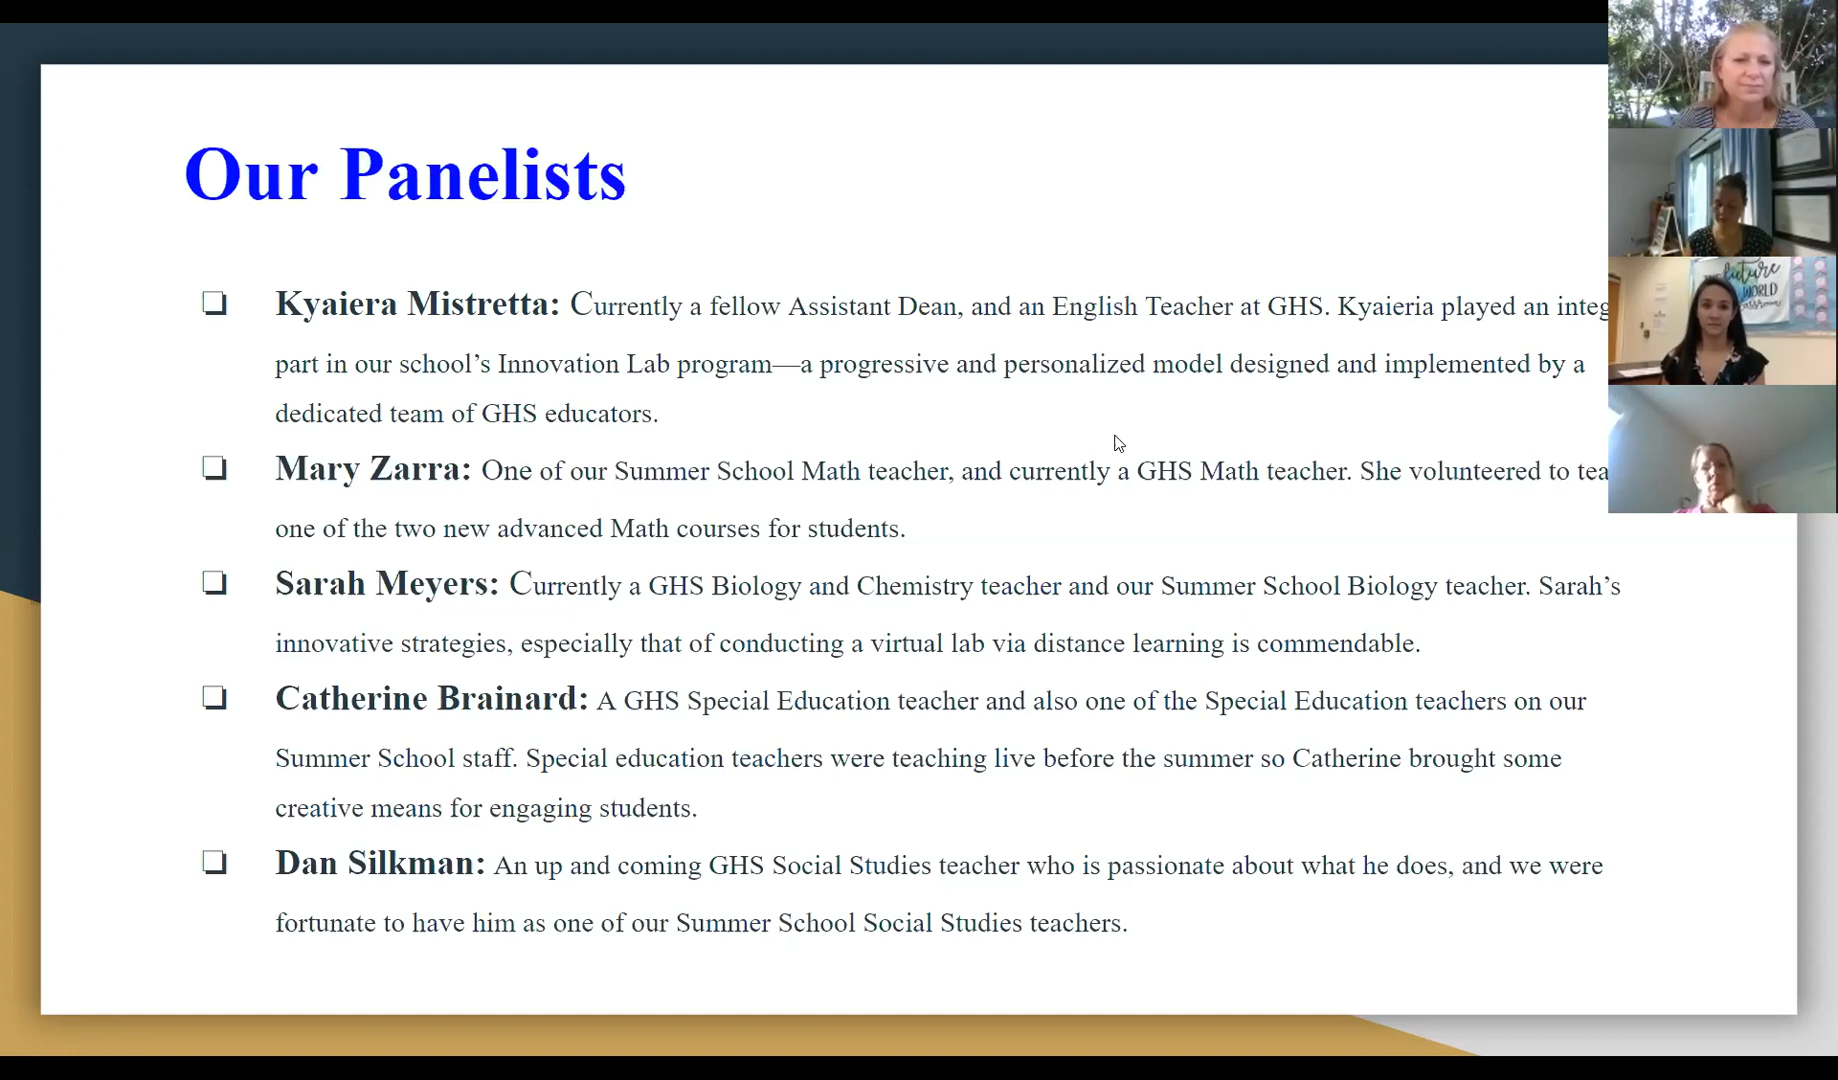 Our Panelists
Kyaiera Mistretta: Currently a fellow Assistant Dean, and an English Teacher at GHS. Kyaieria played an integ
part in our school's Innovation Lab program—a progressive and personalized model designed and implemented by a
dedicated team of GHS educators.
Mary Zarra: One of our Summer School Math teacher, and currently a GHS Math teacher. She volunteered to tea
one of the two new advanced Math courses for students.
Sarah Meyers: Currently a GHS Biology and Chemistry teacher and our Summer School Biology teacher. Sarah's
innovative strategies, especially that of conducting a virtual lab via distance learning is commendable.
Catherine Brainard: A GHS Special Education teacher and also one of the Special Education teachers on our
Summer School staff. Special education teachers were teaching live before the summer so Catherine brought some
creative means for engaging students.
Dan Silkman: An up and coming GHS Social Studies teacher who is passionate about what he does, and we were
fortunate to have him as one of our Summer School Social Studies teachers.
future
WORLD